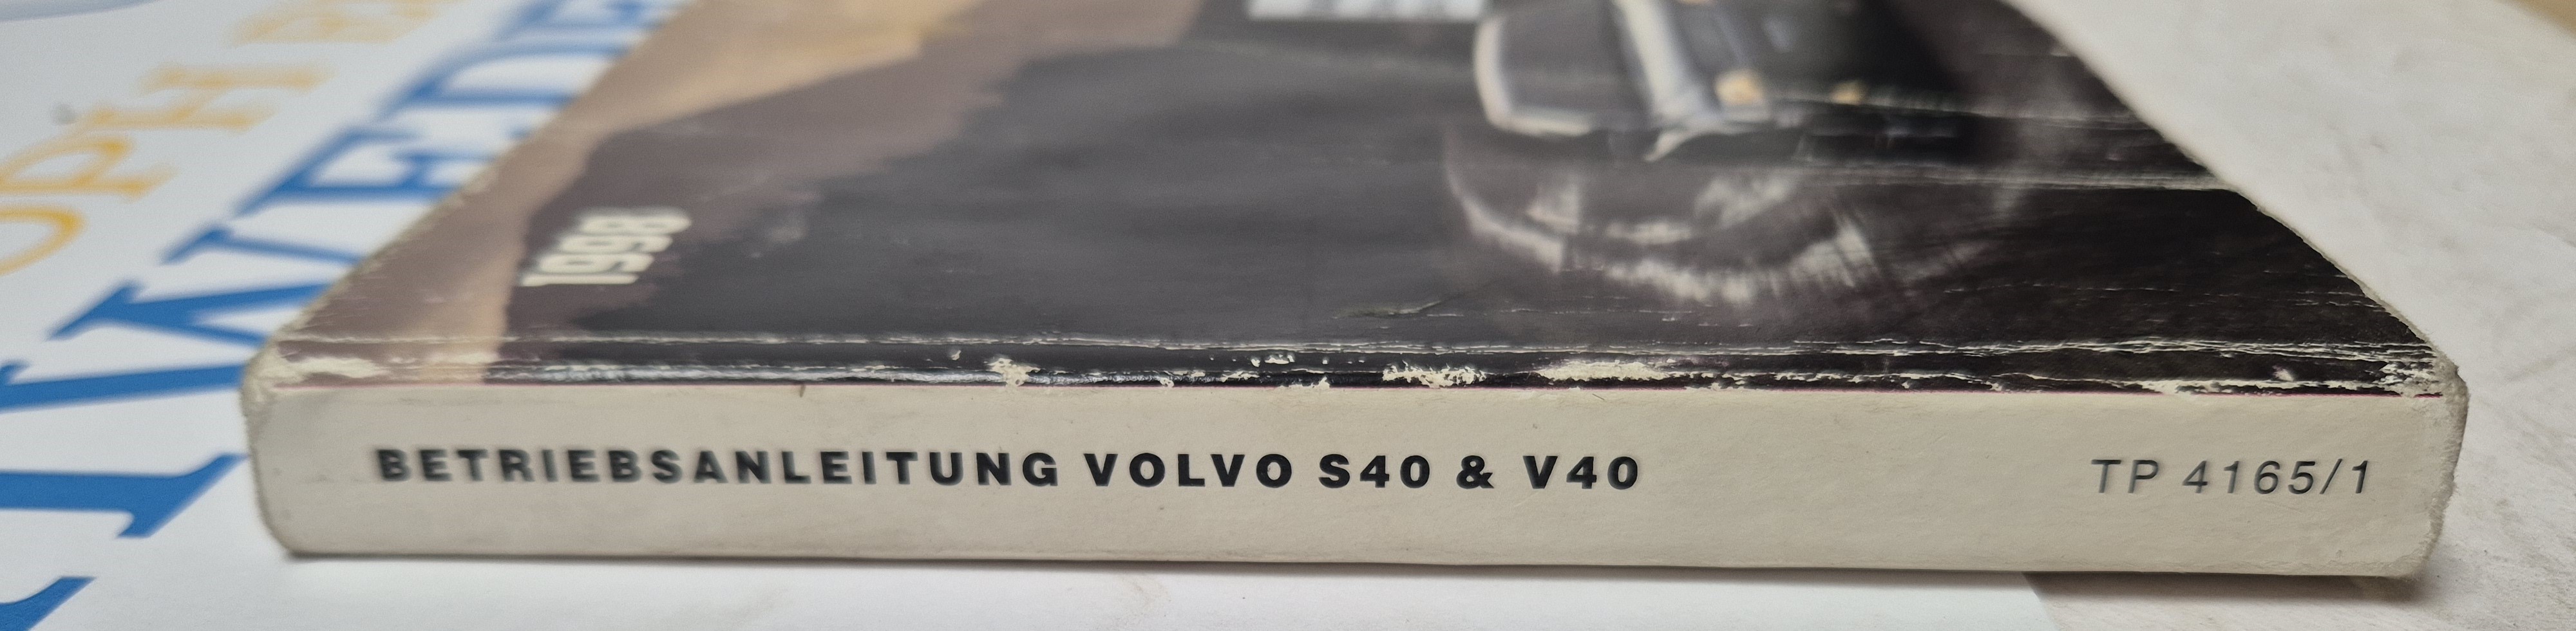 1998
BETRIEBSANLEITUNG VOLVO S40 & V40 TP 4165/1